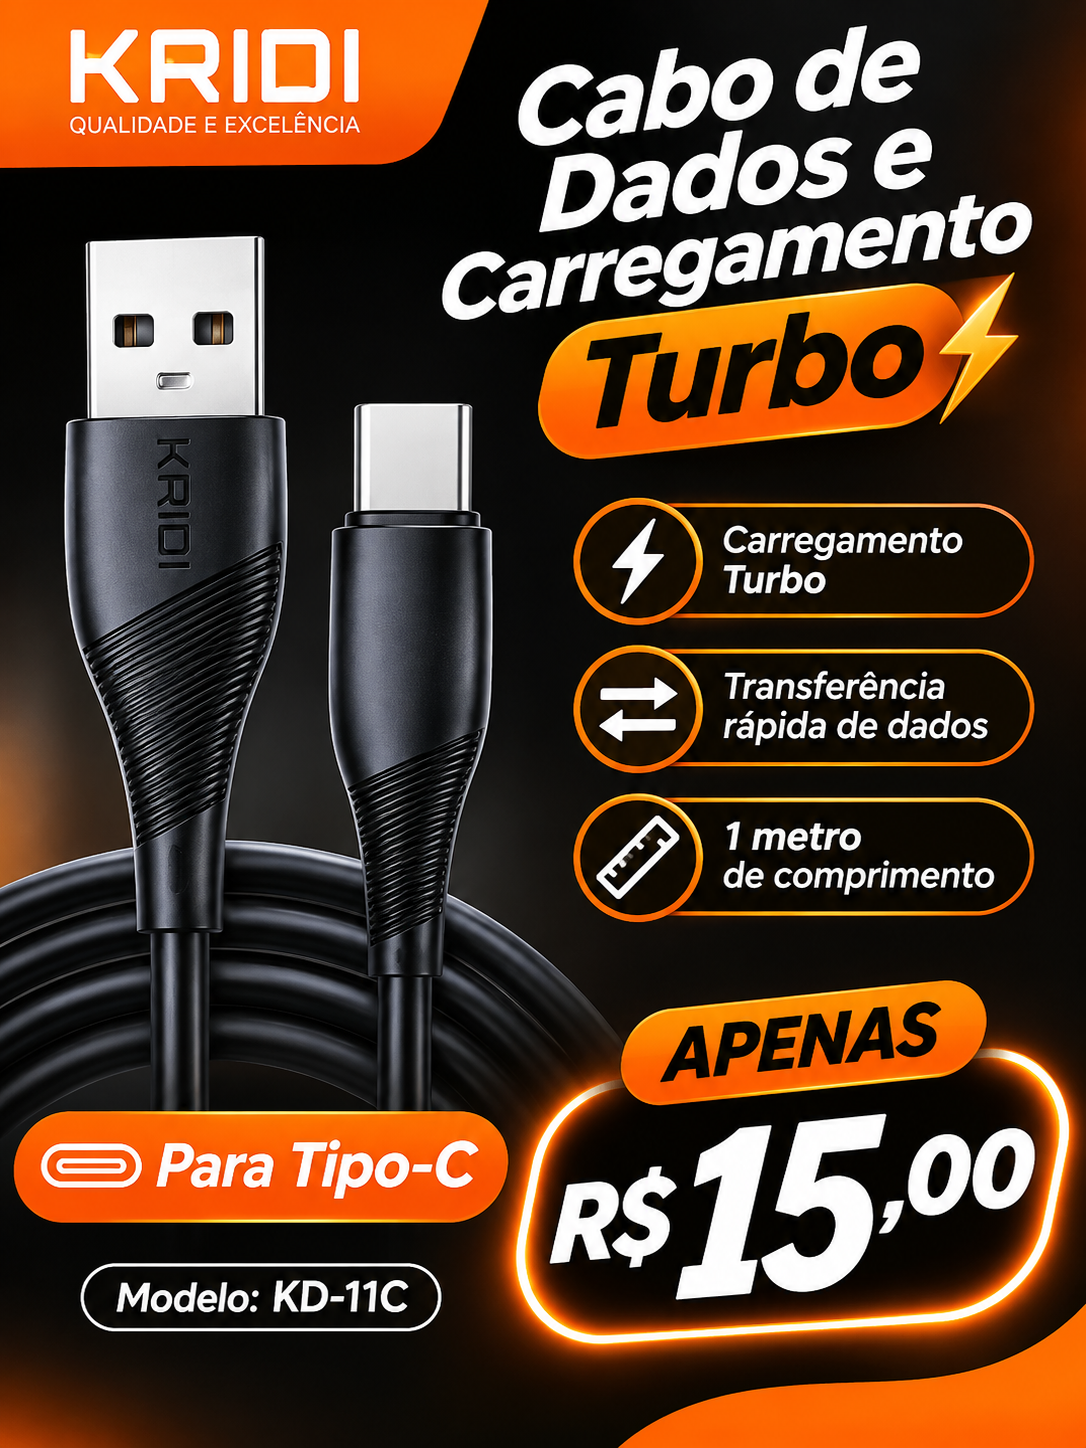 KRIDI
QUALIDADE E EXCELÊNCIA
Cabo de
Dados e
Carregamento
Turbo
KRIDI
Carregamento
Turbo
Transferência
rápida de dados
1 metro
de comprimento
APENAS
R$15,00
Para Tipo-C
Modelo: KD-11C